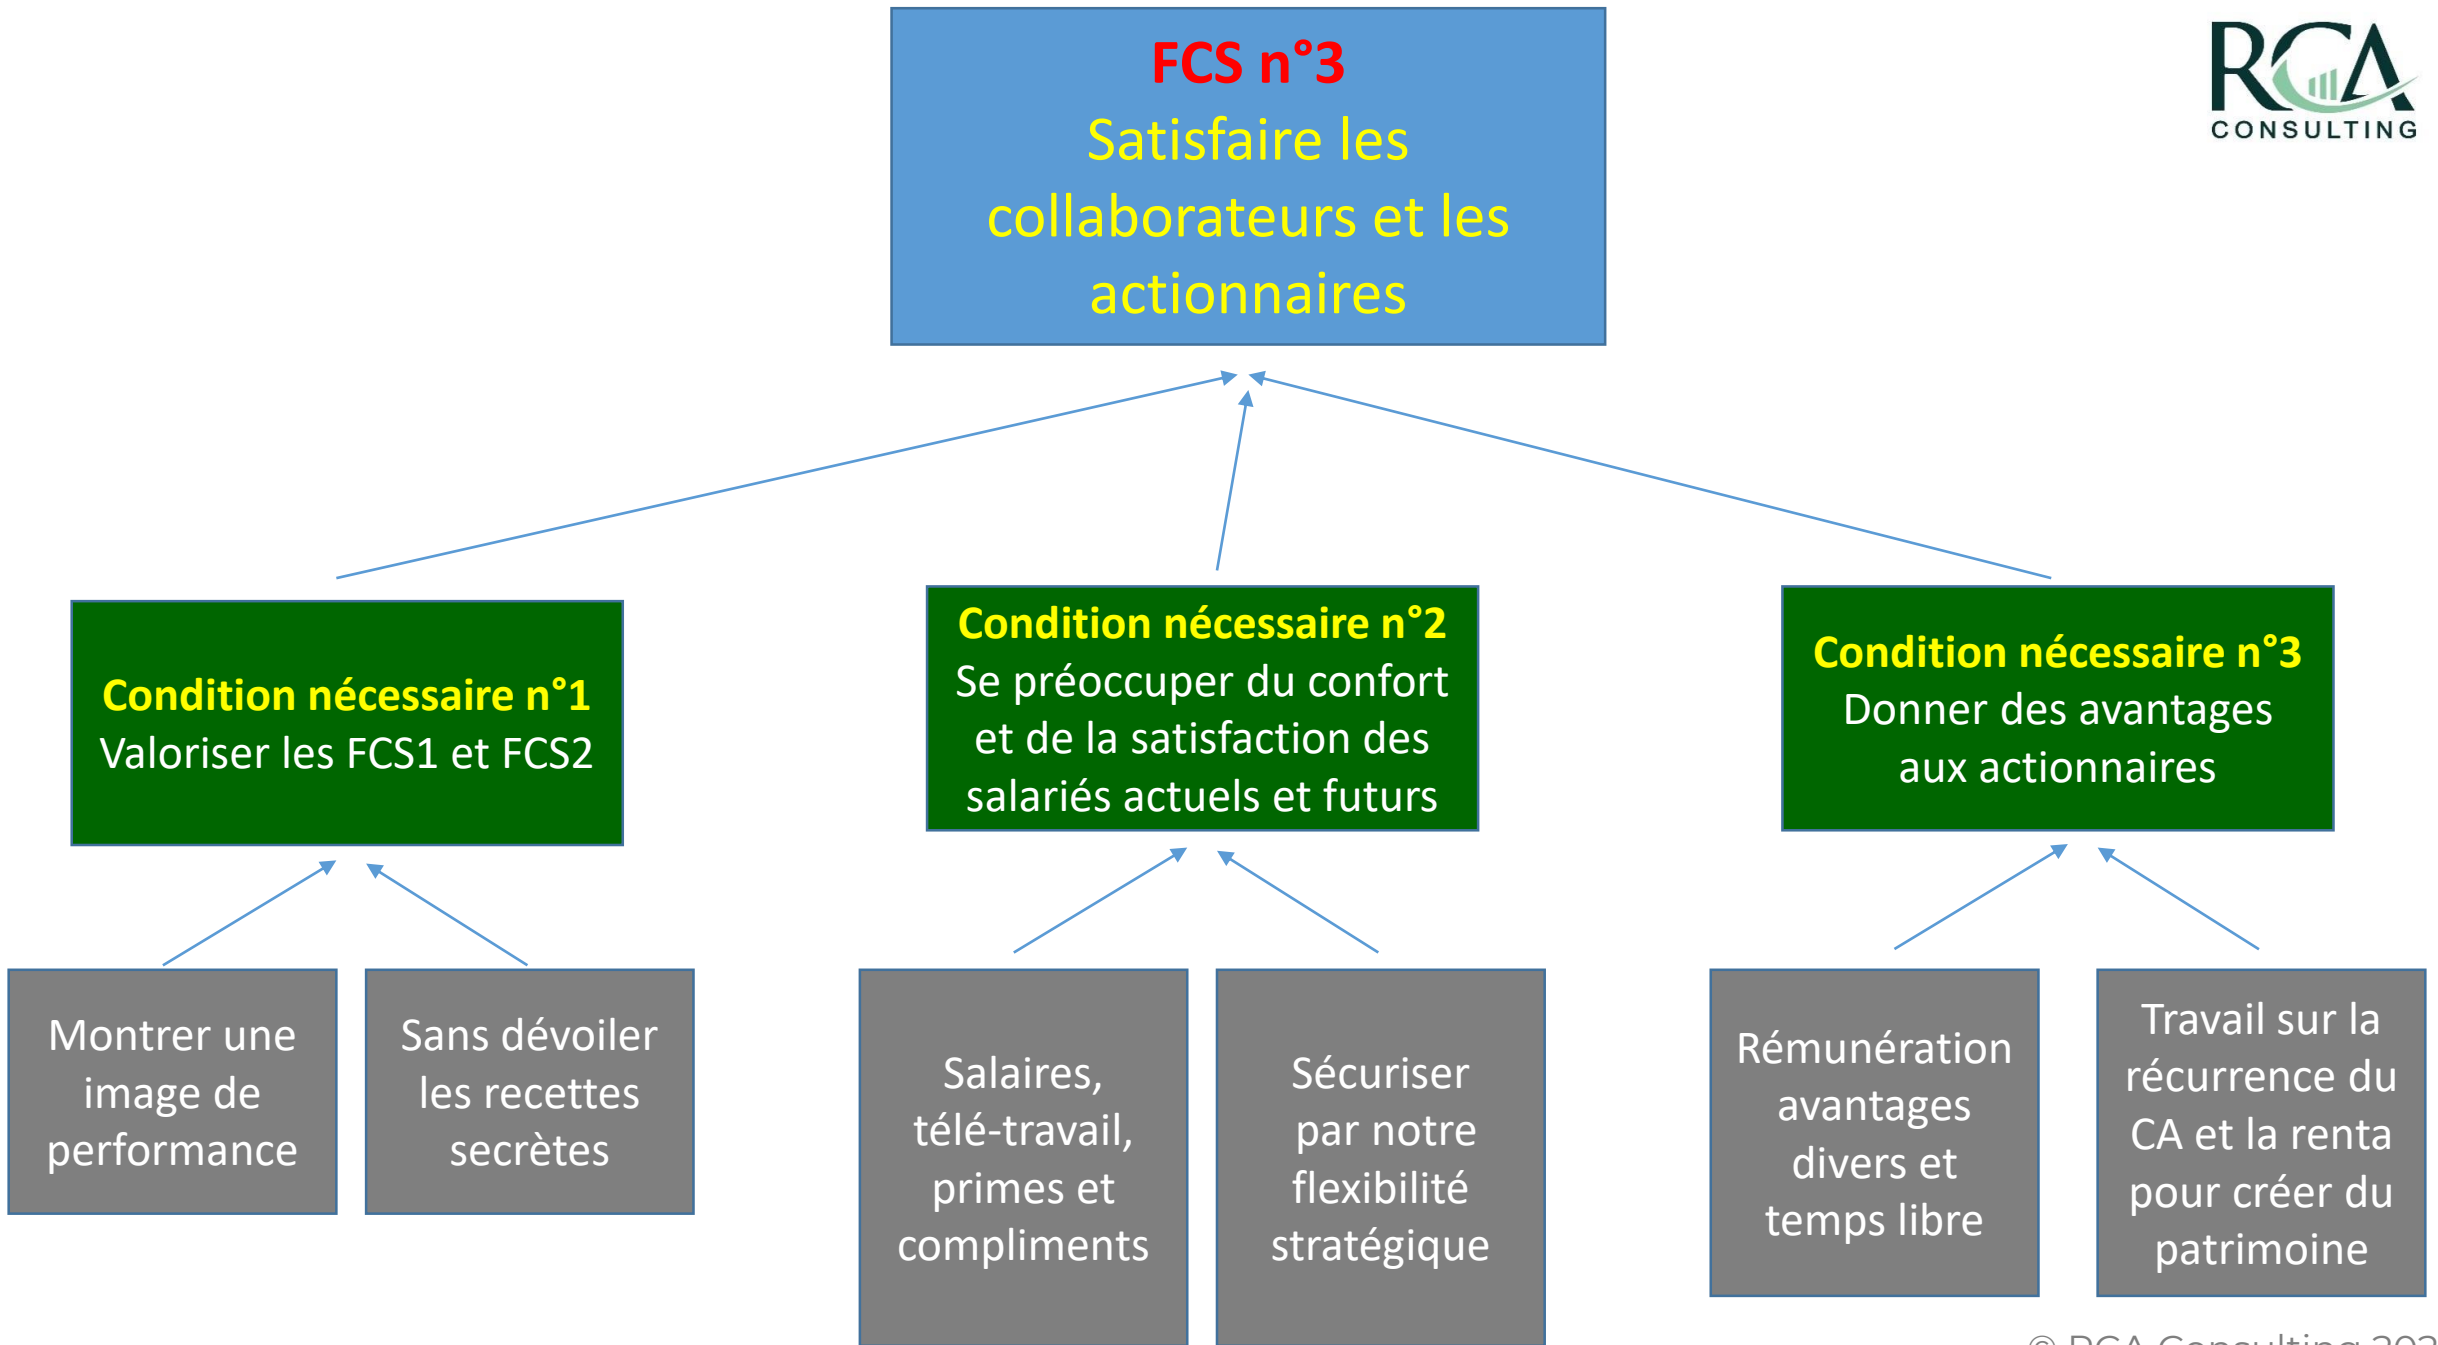 FCS n°3
Satisfaire les
collaborateurs et les
actionnaires
RCA
CONSULTING
Condition nécessaire n°1
Valoriser les FCS1 et FCS2
Condition nécessaire n°2
Se préoccuper du confort
et de la satisfaction des
salariés actuels et futurs
Condition nécessaire n°3
Donner des avantages
aux actionnaires
Montrer une
image de
performance
Sans dévoiler
les recettes
secrètes
Salaires,
télé-travail,
primes et
compliments
Sécuriser
par notre
flexibilité
stratégique
Rémunération
avantages
divers et
temps libre
Travail sur la
récurrence du
CA et la renta
pour créer du
patrimoine
© RCA Consulting